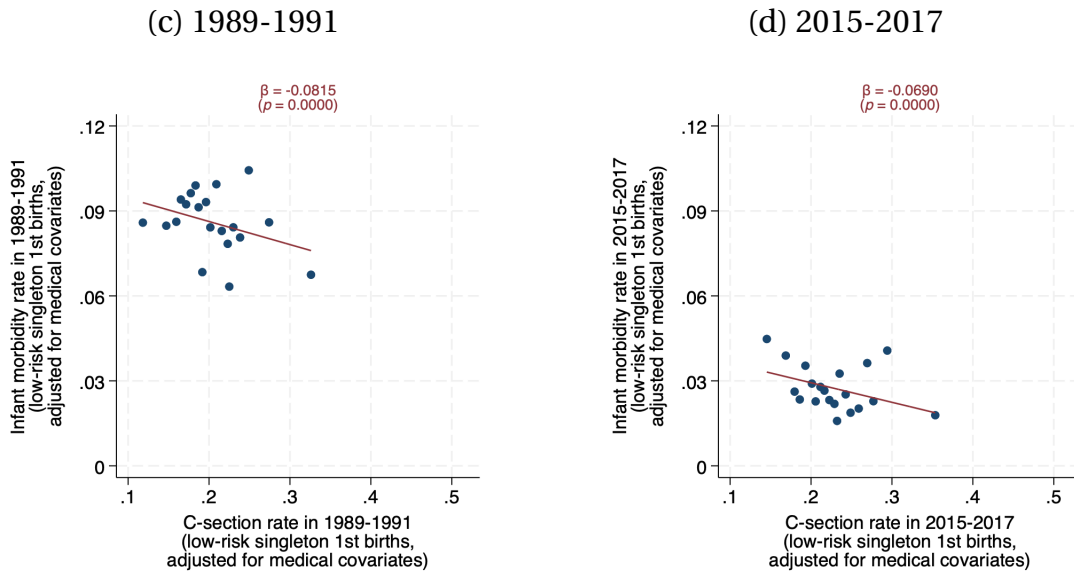 (c) 1989-1991
β = -0.0815
(p = 0.0000)
Infant morbidity rate in 1989-1991
(low-risk singleton 1st births,
adjusted for medical covariates)
.12
.09
.06
.03
0
.1 .2 .3 .4 .5
C-section rate in 1989-1991
(low-risk singleton 1st births,
adjusted for medical covariates)
(d) 2015-2017
β = -0.0690
(p = 0.0000)
Infant morbidity rate in 2015-2017
(low-risk singleton 1st births,
adjusted for medical covariates)
.12
.09
.06
.03
0
.1 .2 .3 .4 .5
C-section rate in 2015-2017
(low-risk singleton 1st births,
adjusted for medical covariates)